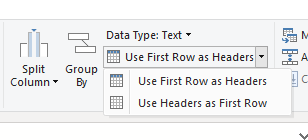 Data Type: Text
Use First Row as Headers
Split
Column
Group
By
Use First Row as Headers
Use Headers as First Row